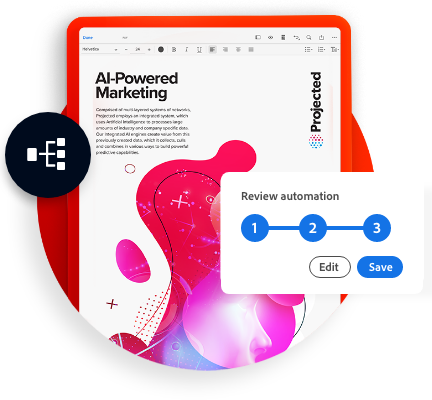 Done
Helvetica
24
B I U
AI-Powered
Marketing
Projected
Comprised of multi-layered systems of networks,
Projected employs an integrated system, which
uses Artificial Intelligence to processes large
amounts of industry and company specific data.
Our integrated AI engines create value from this
previously created data, which it collects, culls
and combines in various ways to build powerful
predictive capabilities.
Review automation
1 2 3
Edit Save